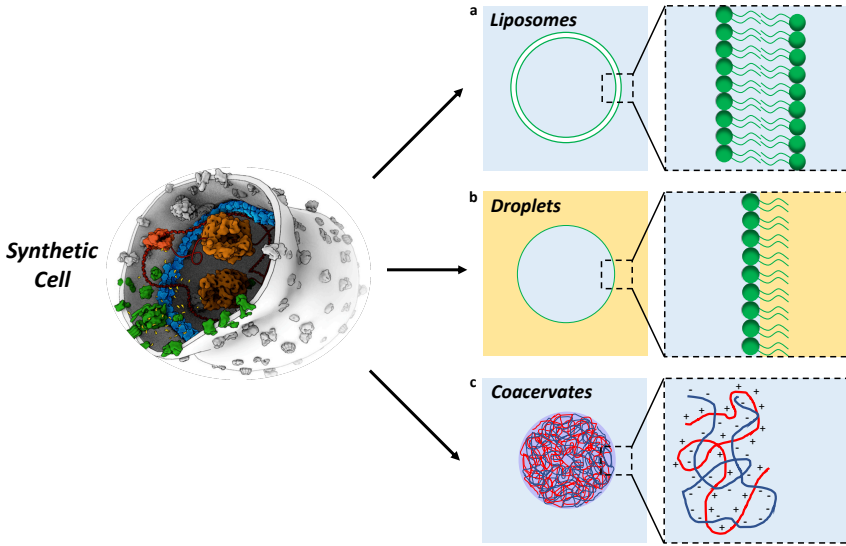 Synthetic
Cell
a
Liposomes
b
Droplets
c
Coacervates